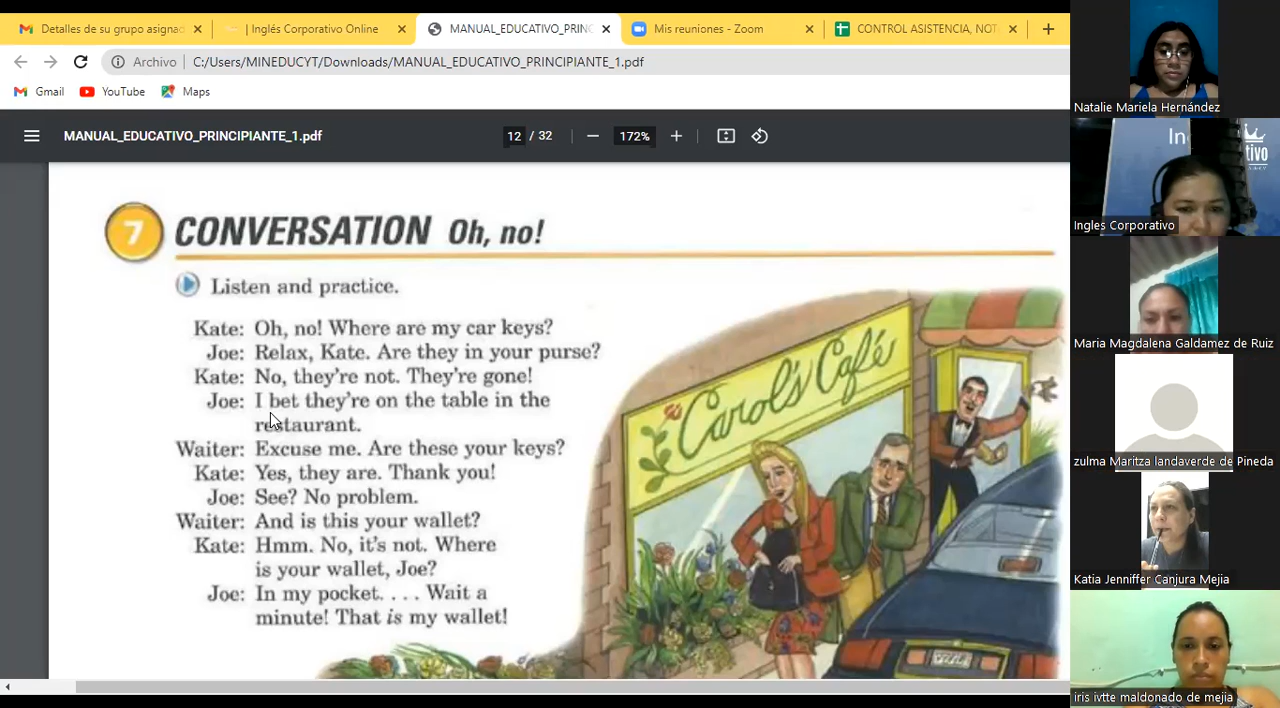 Detalles de su grupo asignad
| Inglés Corporativo Online
MANUAL_EDUCATIVO_PRINC
Mis reuniones - Zoom
CONTROL ASISTENCIA, NOT
Archivo
C:/Users/MINEDUCYT/Downloads/MANUAL_EDUCATIVO_PRINCIPIANTE_1.pdf
Gmail
YouTube
Maps
MANUAL_EDUCATIVO_PRINCIPIANTE_1.pdf
12 / 32
172%
7 CONVERSATION Oh, no!
Listen and practice.
Kate: Oh, no! Where are my car keys?
Joe: Relax, Kate. Are they in your purse?
Kate: No, they're not. They're gone!
Joe: I bet they're on the table in the
restaurant.
Waiter: Excuse me. Are these your keys?
Kate: Yes, they are. Thank you!
Joe: See? No problem.
Waiter: And is this your wallet?
Kate: Hmm. No, it's not. Where
is your wallet, Joe?
Joe: In my pocket. . . . Wait a
minute! That is my wallet!
Carol's Café
Natalie Mariela Hernández
In
tivo
Ingles Corporativo
Maria Magdalena Galdamez de Ruiz
zulma Maritza landaverde de Pineda
Katia Jenniffer Canjura Mejia
iris ivtte maldonado de mejia